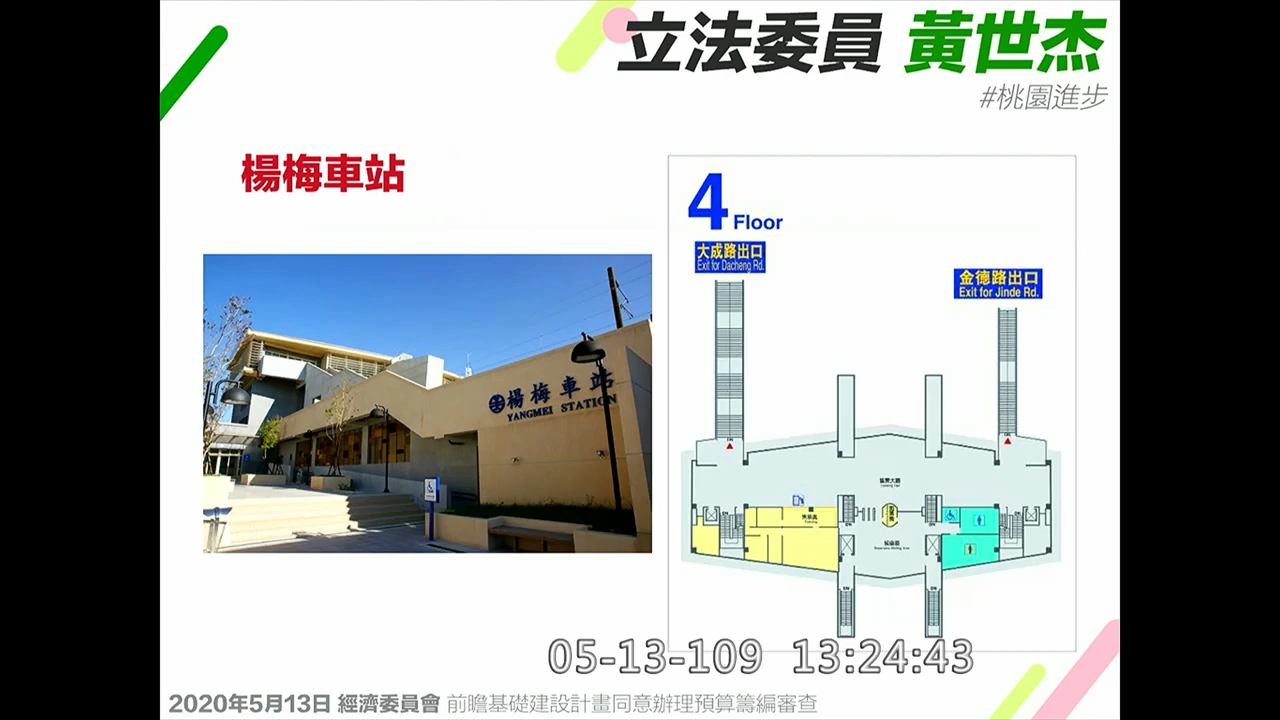 立法委員 黃世杰
#桃園進步
楊梅車站
楊梅車站
YANGMEI STATION
4 Floor
大成路出口
Exit for Dacheng Rd.
金德路出口
Exit for Jinde Rd.
05-13-109 13:24:43
2020年5月13日 經濟委員會 前瞻基礎建設計畫同意辦理預算籌編審查